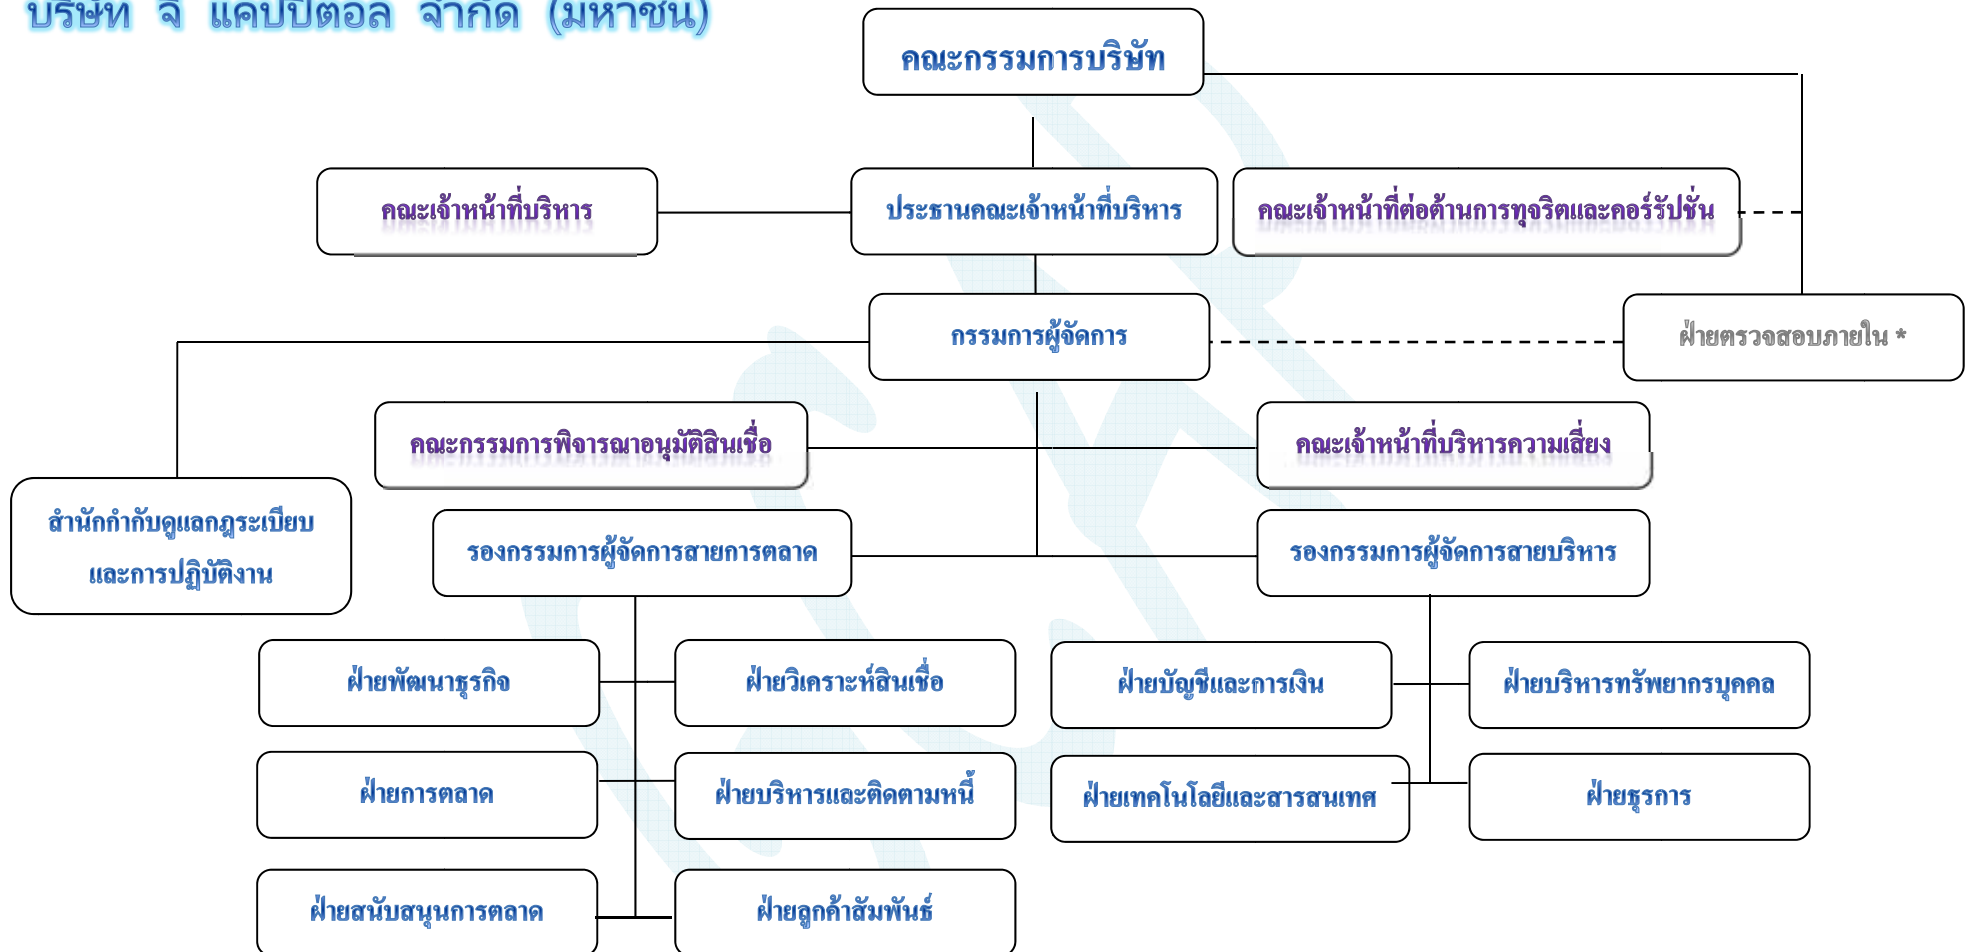 บริษัท จี แคปปิตอล จำกัด (มหาชน)
คณะกรรมการบริษัท
คณะเจ้าหน้าที่บริหาร
ประธานคณะเจ้าหน้าที่บริหาร
คณะเจ้าหน้าที่ต่อต้านการทุจริตและคอร์รัปชั่น
กรรมการผู้จัดการ
ฝ่ายตรวจสอบภายใน *
คณะกรรมการพิจารณาอนุมัติสินเชื่อ
คณะเจ้าหน้าที่บริหารความเสี่ยง
สำนักกำกับดูแลกฎระเบียบ
และการปฏิบัติงาน
รองกรรมการผู้จัดการสายการตลาด
รองกรรมการผู้จัดการสายบริหาร
ฝ่ายพัฒนาธุรกิจ
ฝ่ายวิเคราะห์สินเชื่อ
ฝ่ายบัญชีและการเงิน
ฝ่ายบริหารทรัพยากรบุคคล
ฝ่ายการตลาด
ฝ่ายบริหารและติดตามหนี้
ฝ่ายเทคโนโลยีและสารสนเทศ
ฝ่ายธุรการ
ฝ่ายสนับสนุนการตลาด
ฝ่ายลูกค้าสัมพันธ์